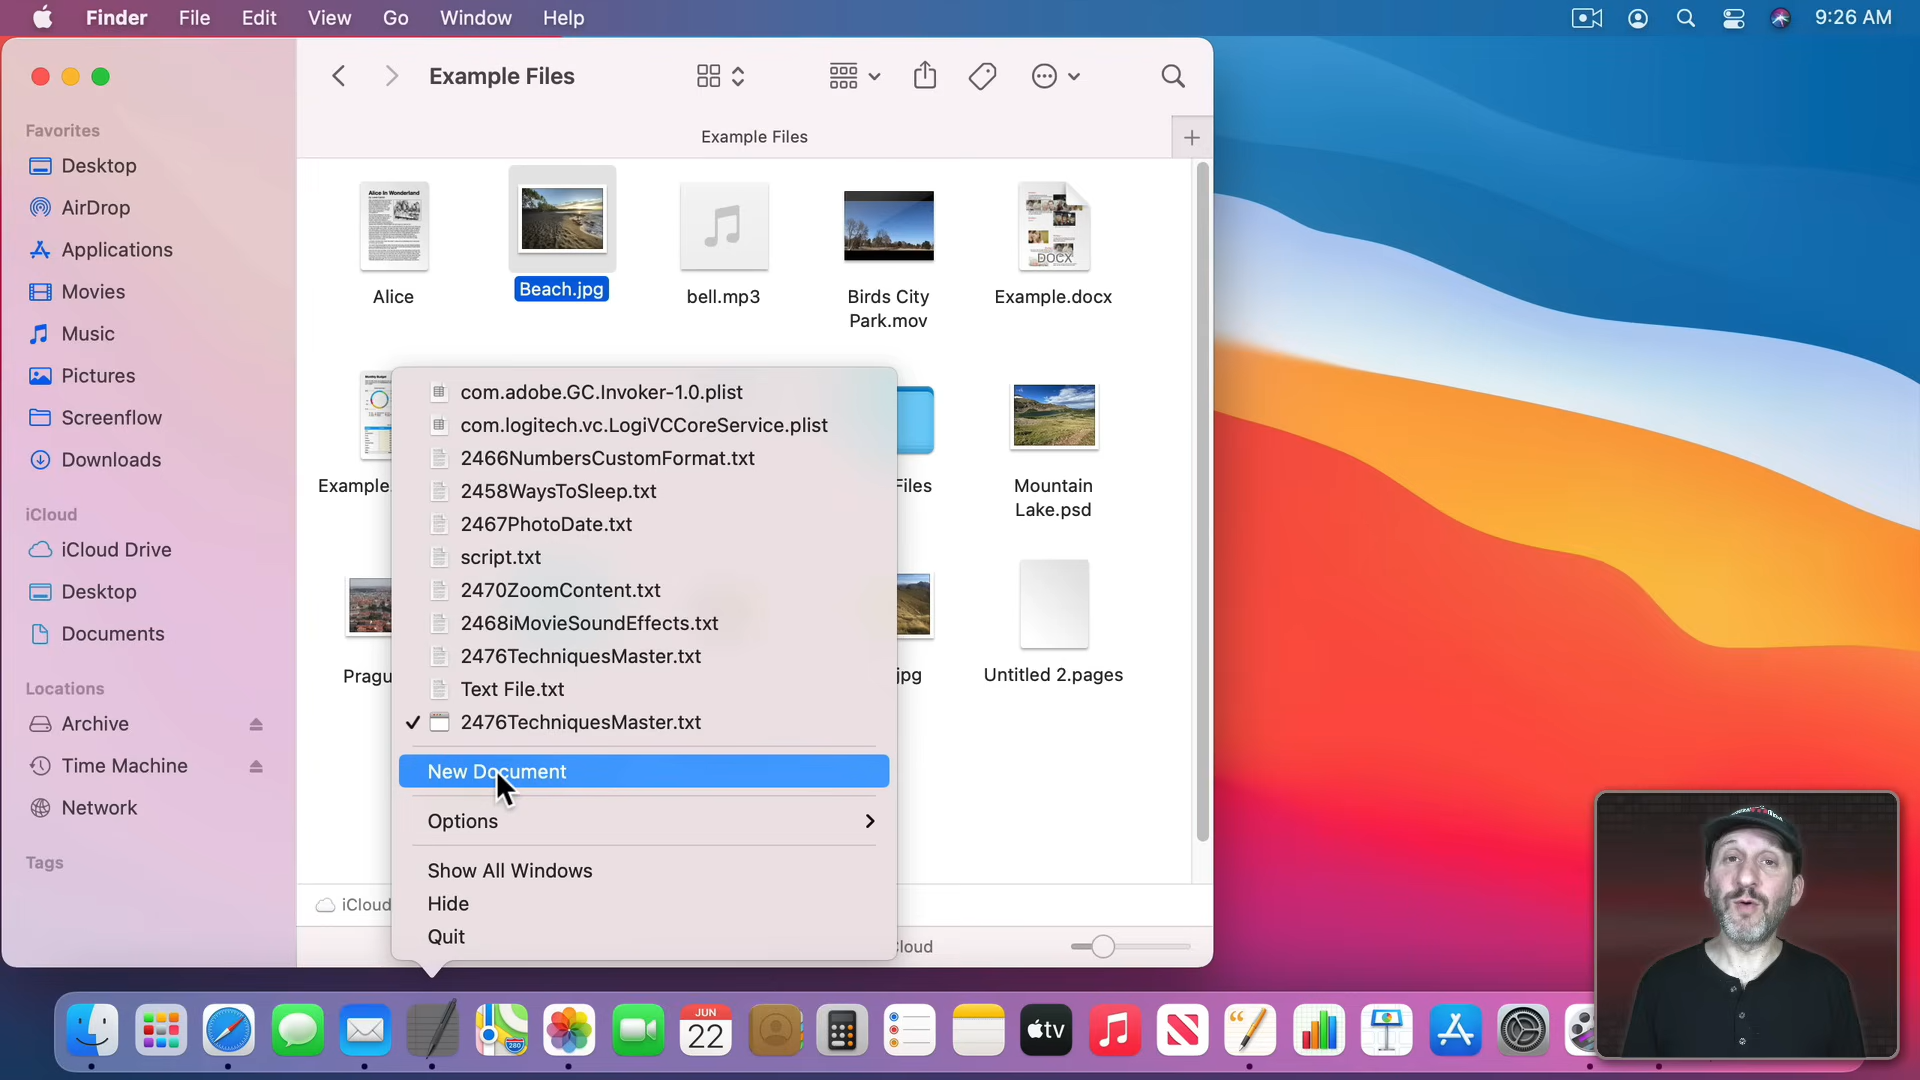 Finder File Edit View Go Window Help 9:26 AM
Example Files
Example Files
Favorites
Desktop
AirDrop
Applications
Movies
Music
Pictures
Screenflow
Downloads
iCloud
iCloud Drive
Desktop
Documents
Locations
Archive
Time Machine
Network
Tags
Alice In Wonderland
DOCX
Alice
Beach.jpg
bell.mp3
Birds City
Park.mov
Example.docx
Example
Files
Mountain
Lake.psd
Pragu
jpg
Untitled 2.pages
com.adobe.GC.Invoker-1.0.plist
com.logitech.vc.LogiVCCoreService.plist
2466NumbersCustomFormat.txt
2458WaysToSleep.txt
2467PhotoDate.txt
script.txt
2470ZoomContent.txt
2468iMovieSoundEffects.txt
2476TechniquesMaster.txt
Text File.txt
2476TechniquesMaster.txt
New Document
Options
Show All Windows
Hide
Quit
iCloud
loud
JUN
22
280
tv